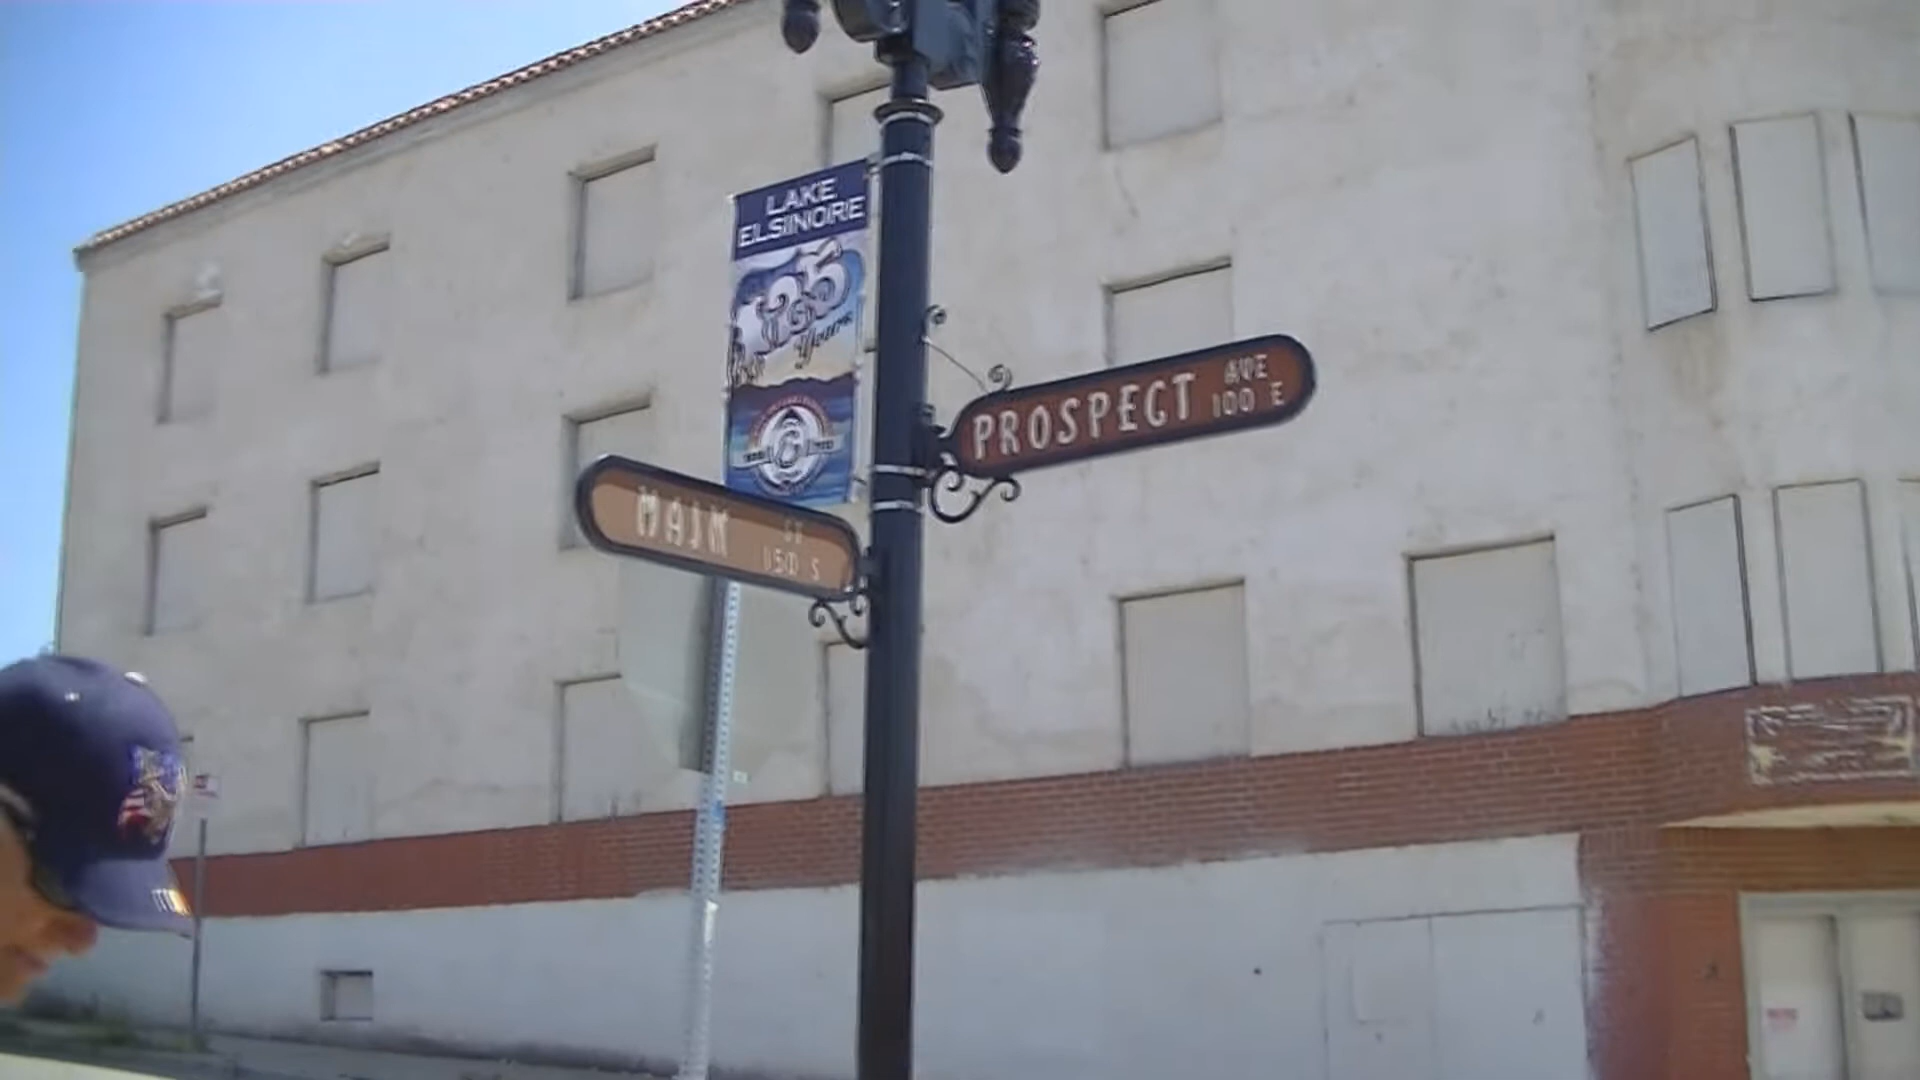 LAKE
ELSINORE
125
Years
PROSPECT AVE
100 E
MAIN ST
150 S